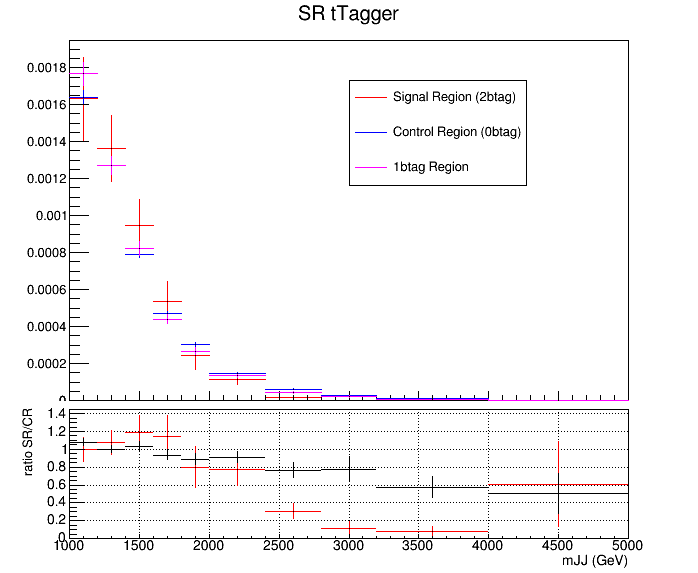 SR tTagger
0.0018
0.0016
0.0014
0.0012
0.001
0.0008
0.0006
0.0004
0.0002
0
Signal Region (2btag)
Control Region (0btag)
1btag Region
ratio SR/CR
1.4
1.2
1
0.8
0.6
0.4
0.2
0
1000 1500 2000 2500 3000 3500 4000 4500 5000
mJJ (GeV)